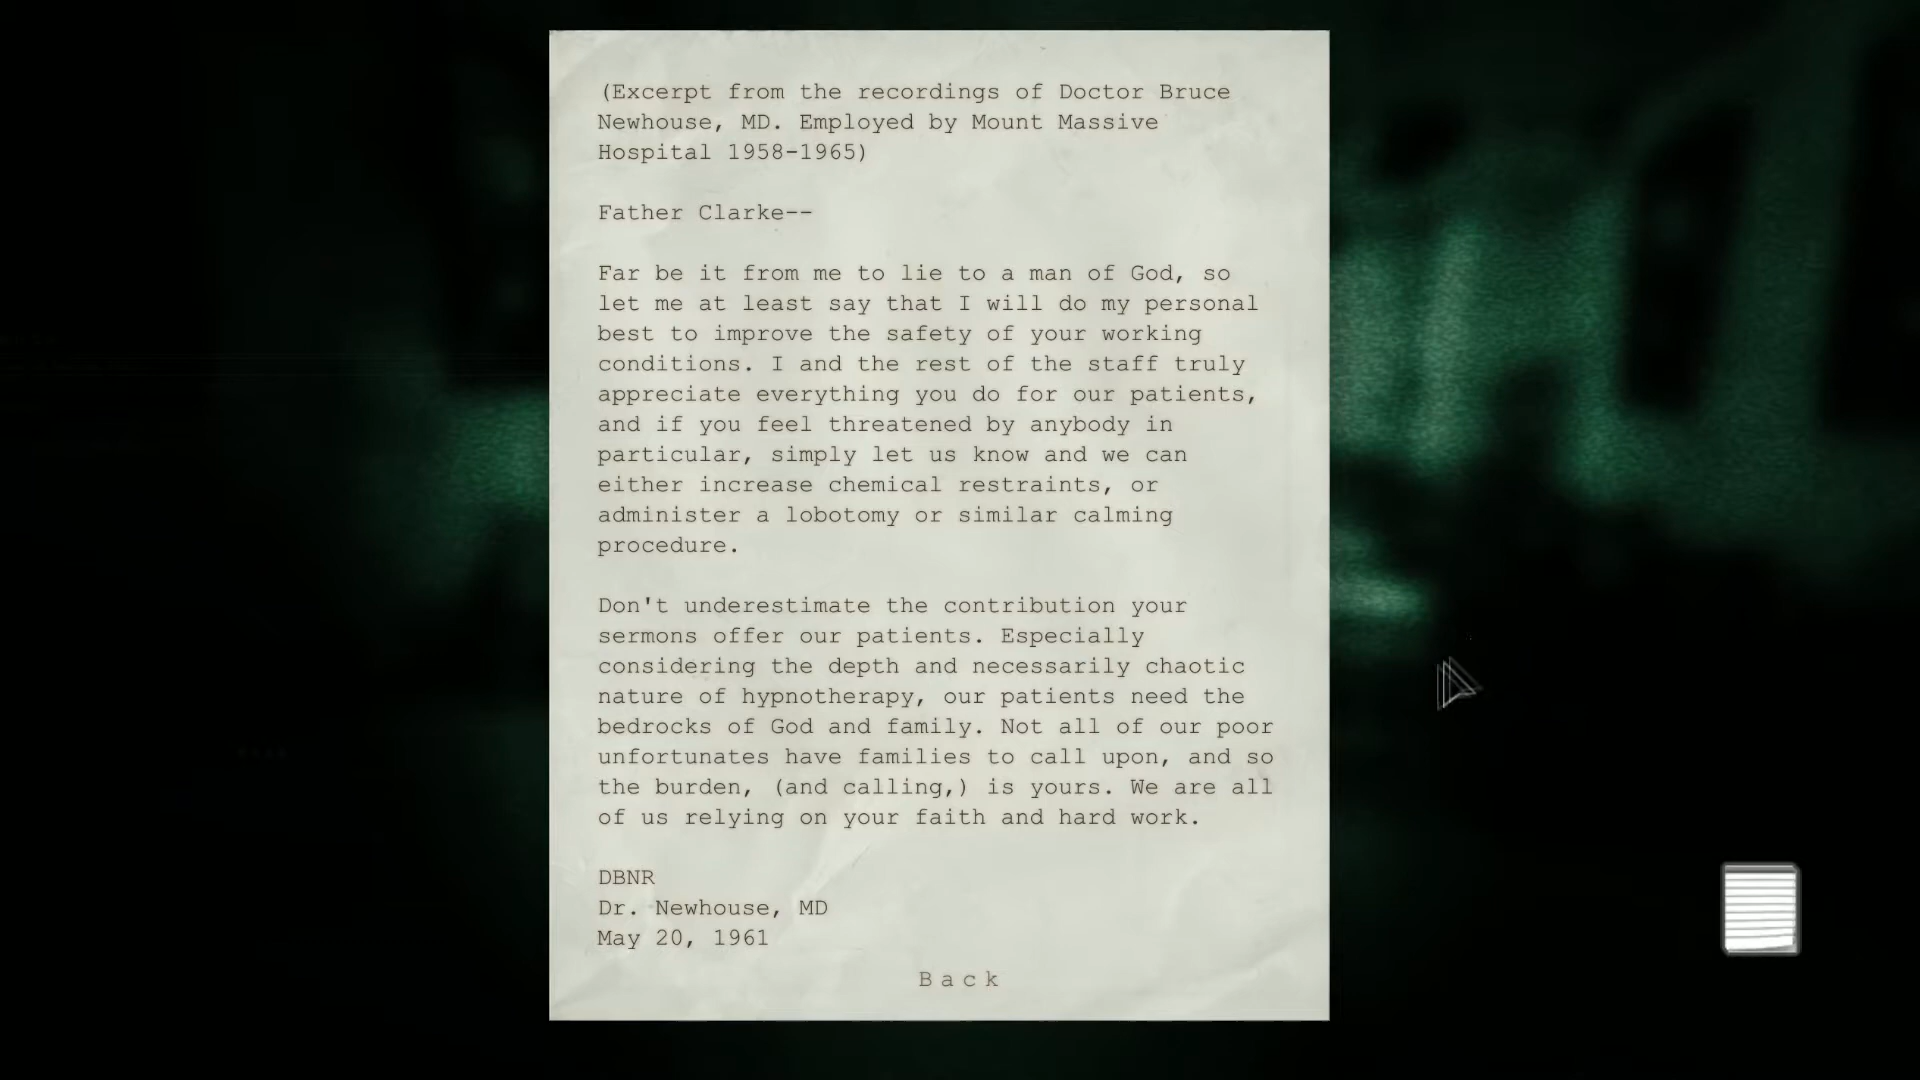 (Excerpt from the recordings of Doctor Bruce
Newhouse, MD. Employed by Mount Massive
Hospital 1958-1965)
Father Clarke--
Far be it from me to lie to a man of God, so
let me at least say that I will do my personal
best to improve the safety of your working
conditions. I and the rest of the staff truly
appreciate everything you do for our patients,
and if you feel threatened by anybody in
particular, simply let us know and we can
either increase chemical restraints, or
administer a lobotomy or similar calming
procedure.
Don't underestimate the contribution your
sermons offer our patients. Especially
considering the depth and necessarily chaotic
nature of hypnotherapy, our patients need the
bedrocks of God and family. Not all of our poor
unfortunates have families to call upon, and so
the burden, (and calling,) is yours. We are all
of us relying on your faith and hard work.
DBNR
Dr. Newhouse, MD
May 20, 1961
Back